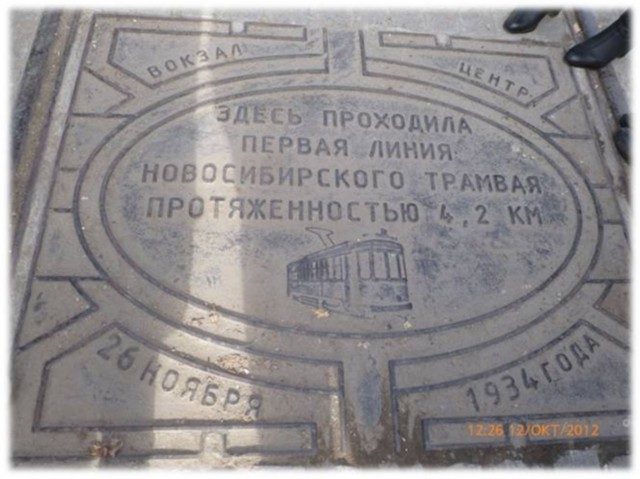 ВОКЗАЛ
ЦЕНТР
ЗДЕСЬ ПРОХОДИЛА
ПЕРВАЯ ЛИНИЯ
НОВОСИБИРСКОГО ТРАМВАЯ
ПРОТЯЖЕННОСТЬЮ 4,2 КМ
26 НОЯБРЯ
1934 ГОДА
12:26 12/ОКТ/2012